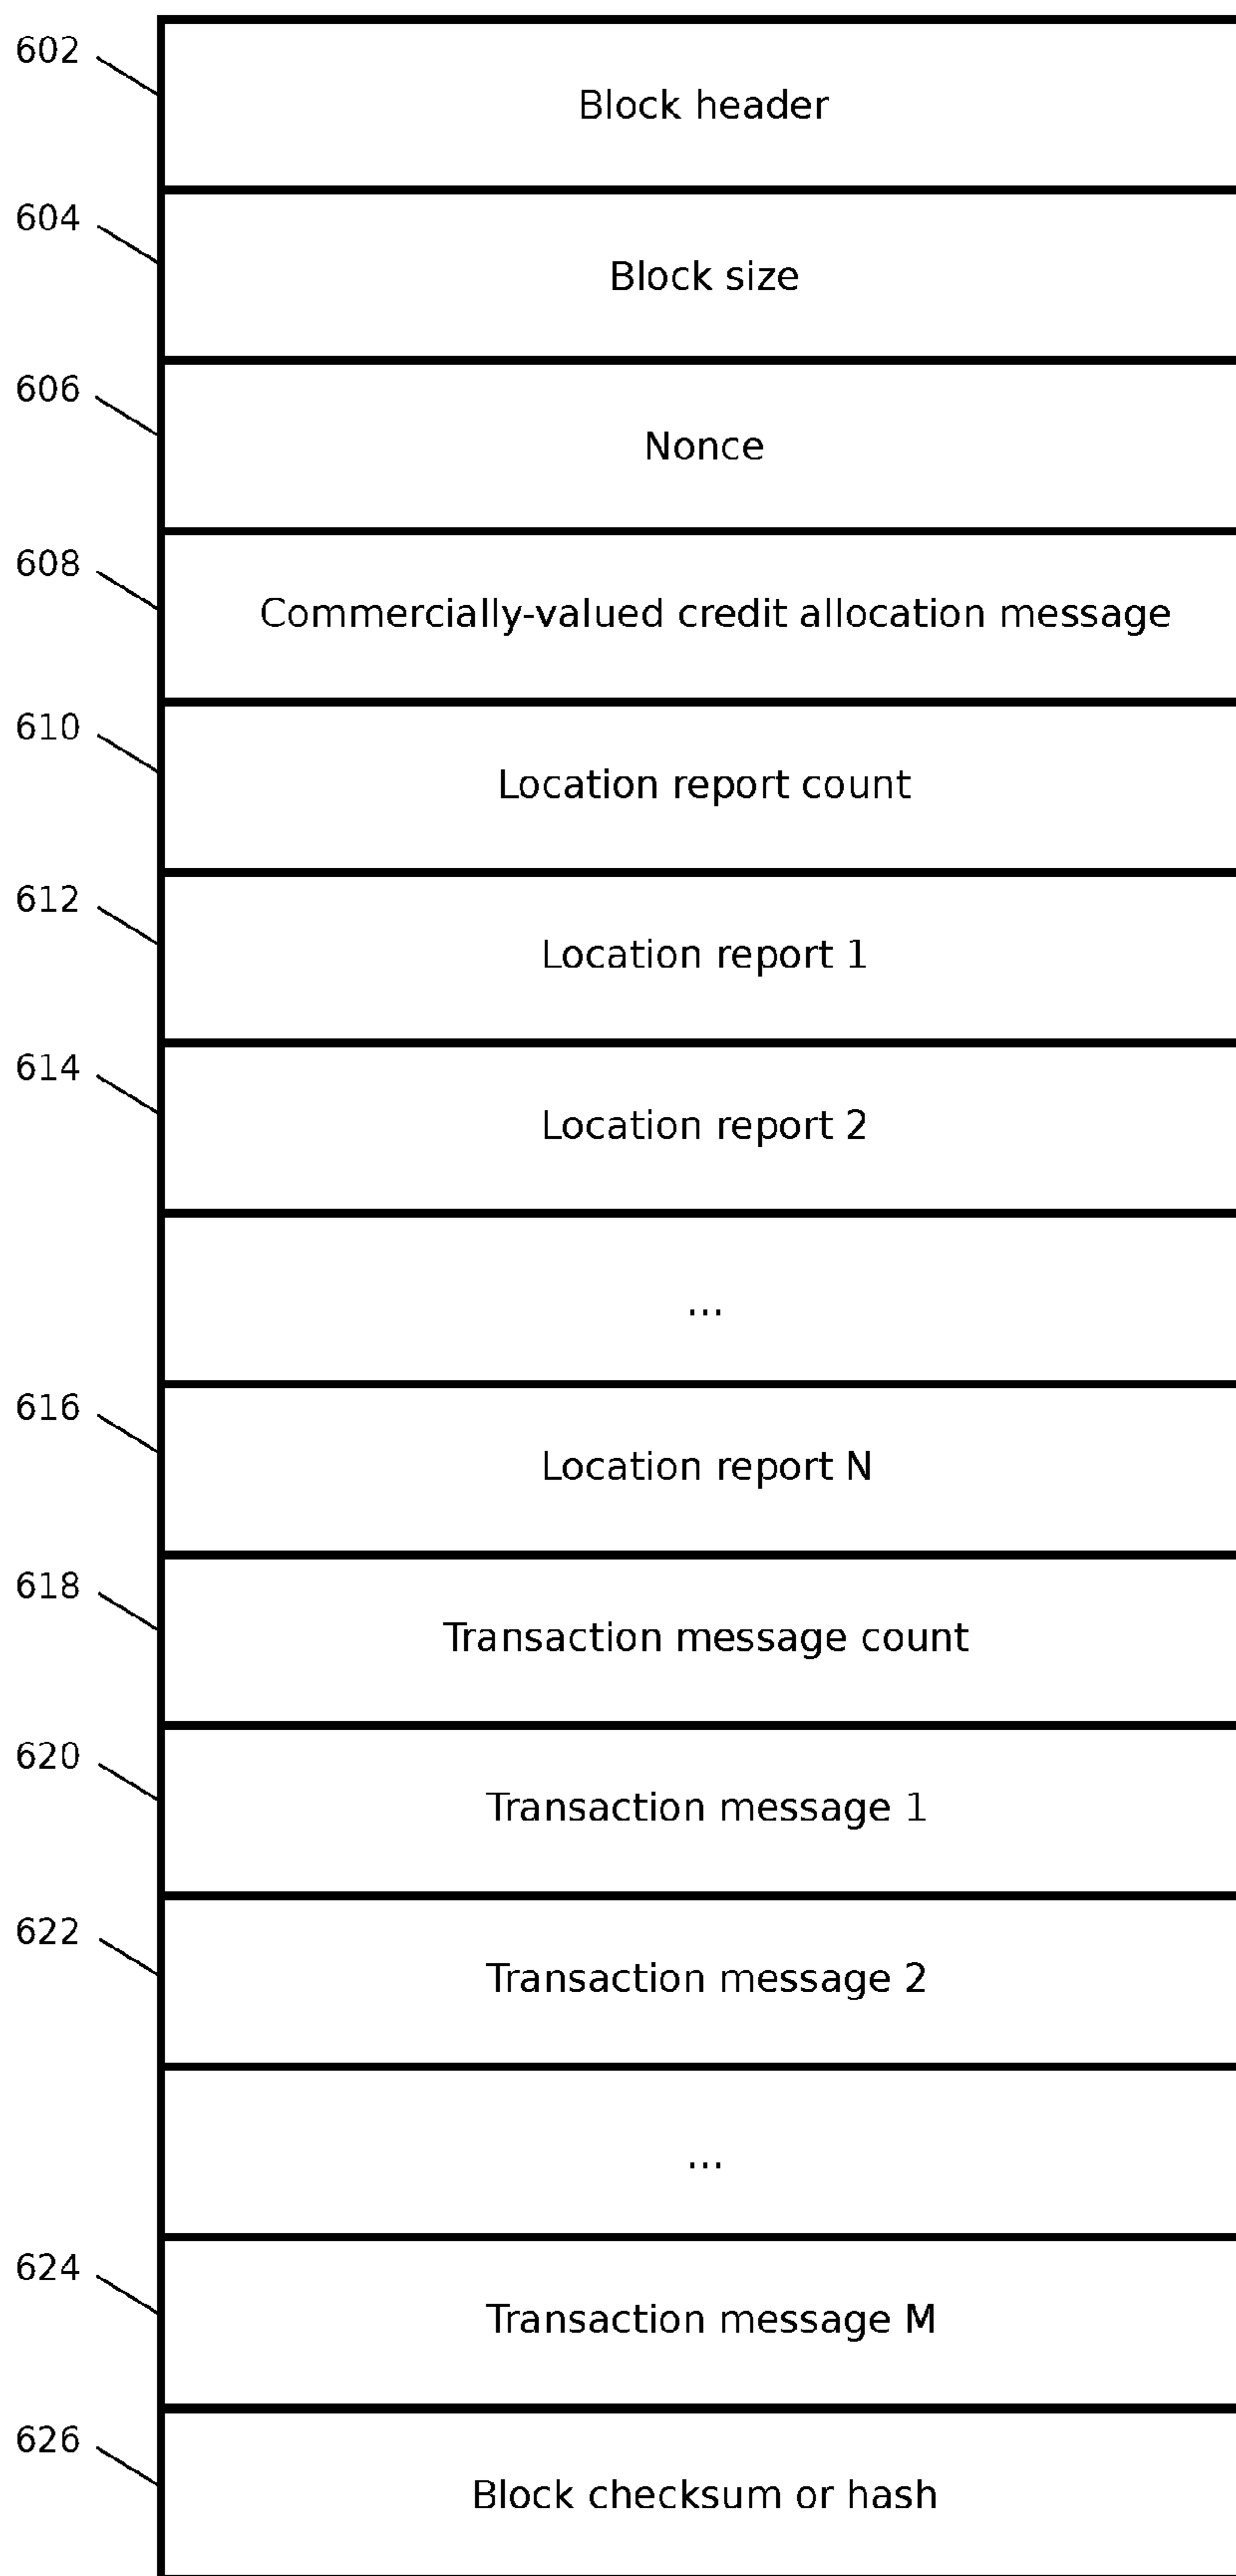 602
Block header
604
Block size
606
Nonce
608
Commercially-valued credit allocation message
610
Location report count
612
Location report 1
614
Location report 2
...
616
Location report N
618
Transaction message count
620
Transaction message 1
622
Transaction message 2
...
624
Transaction message M
626
Block checksum or hash